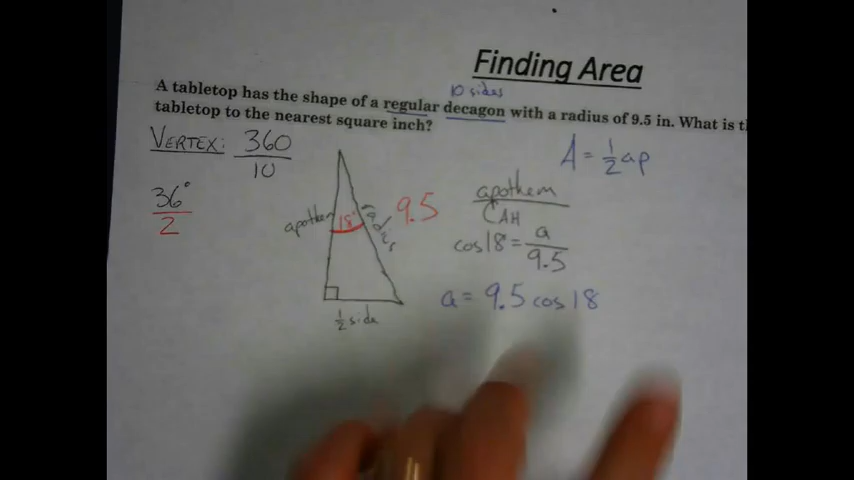 Finding Area
10 sides
A tabletop has the shape of a regular decagon with a radius of 9.5 in. What is
tabletop to the nearest square inch?
VERTEX: 360
10
36°
2
apothem
18°
radius
9.5
1/2 side
A = 1/2 ap
apothem
CAH
cos 18 = a
9.5
a = 9.5 cos 18